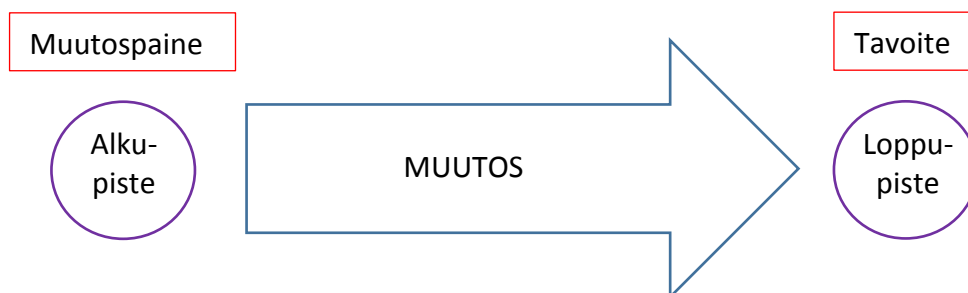 Muutospaine
Tavoite
Alku-
piste
MUUTOS
Loppu-
piste